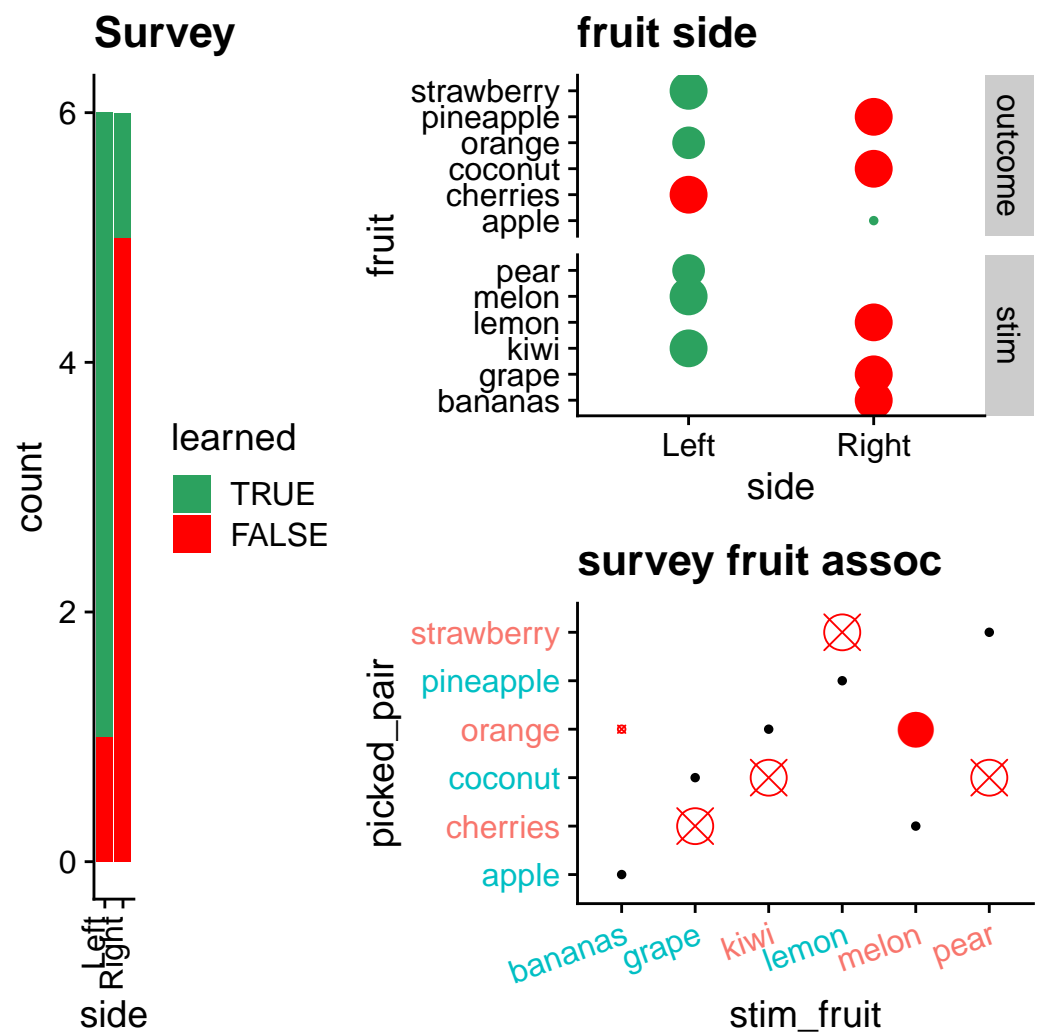 Survey
count
6
4
2
0
Left
Right
side
learned
TRUE
FALSE
fruit side
fruit
strawberry
pineapple
orange
coconut
cherries
apple
outcome
pear
melon
lemon
kiwi
grape
bananas
stim
Left
Right
side
survey fruit assoc
picked_pair
strawberry
pineapple
orange
coconut
cherries
apple
bananas
grape
kiwi
lemon
melon
pear
stim_fruit